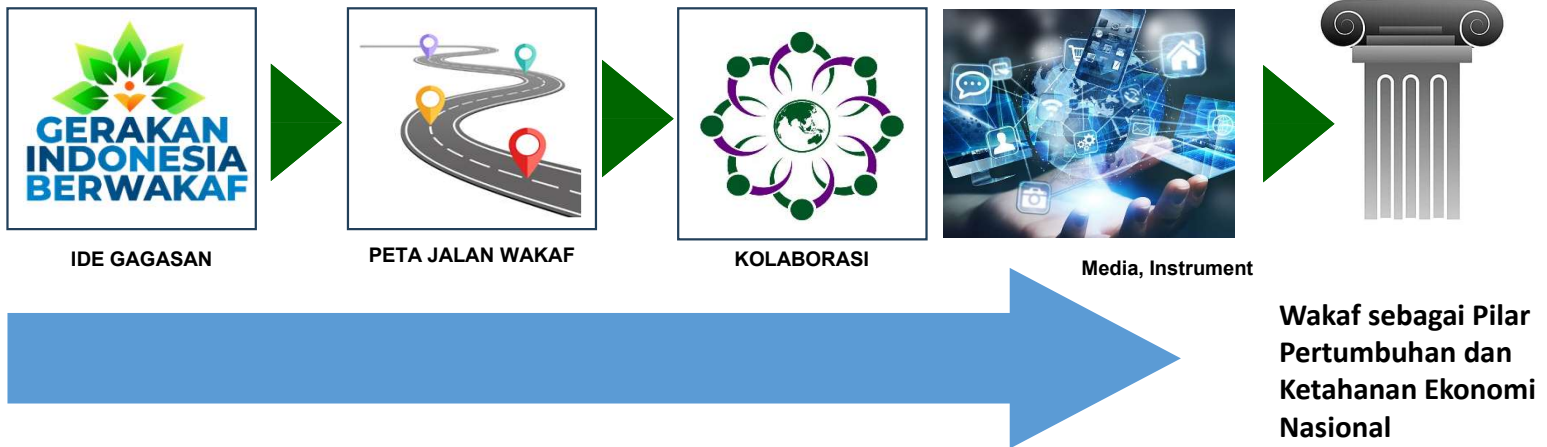 GERAKAN
INDONESIA
BERWAKAF
IDE GAGASAN
PETA JALAN WAKAF
KOLABORASI
Media, Instrument
Wakaf sebagai Pilar
Pertumbuhan dan
Ketahanan Ekonomi
Nasional